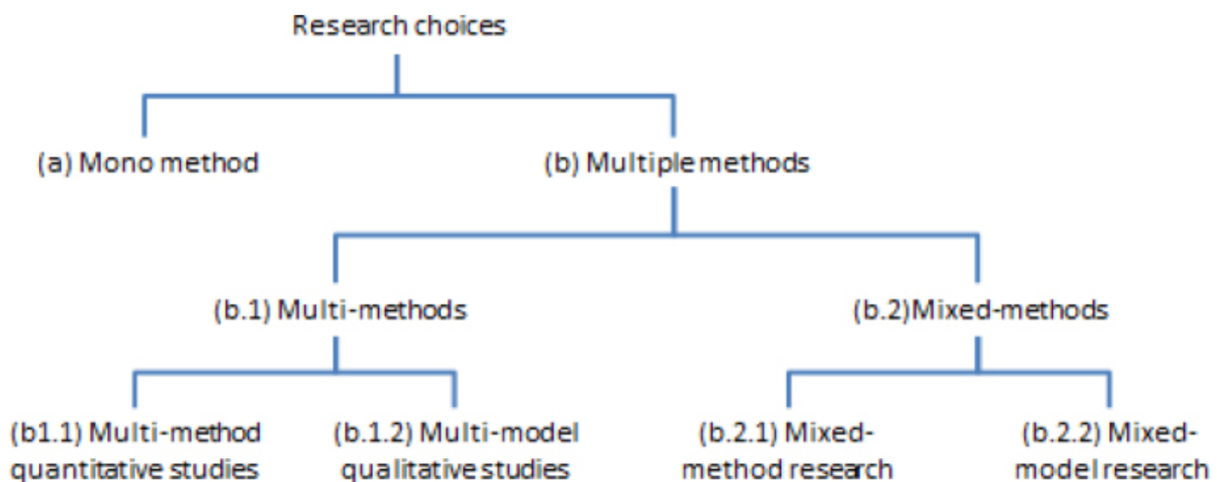 Research choices
(a) Mono method
(b) Multiple methods
(b.1) Multi-methods
(b.2)Mixed-methods
(b1.1) Multi-method
quantitative studies
(b.1.2) Multi-model
qualitative studies
(b.2.1) Mixed-
method research
(b.2.2) Mixed-
model research